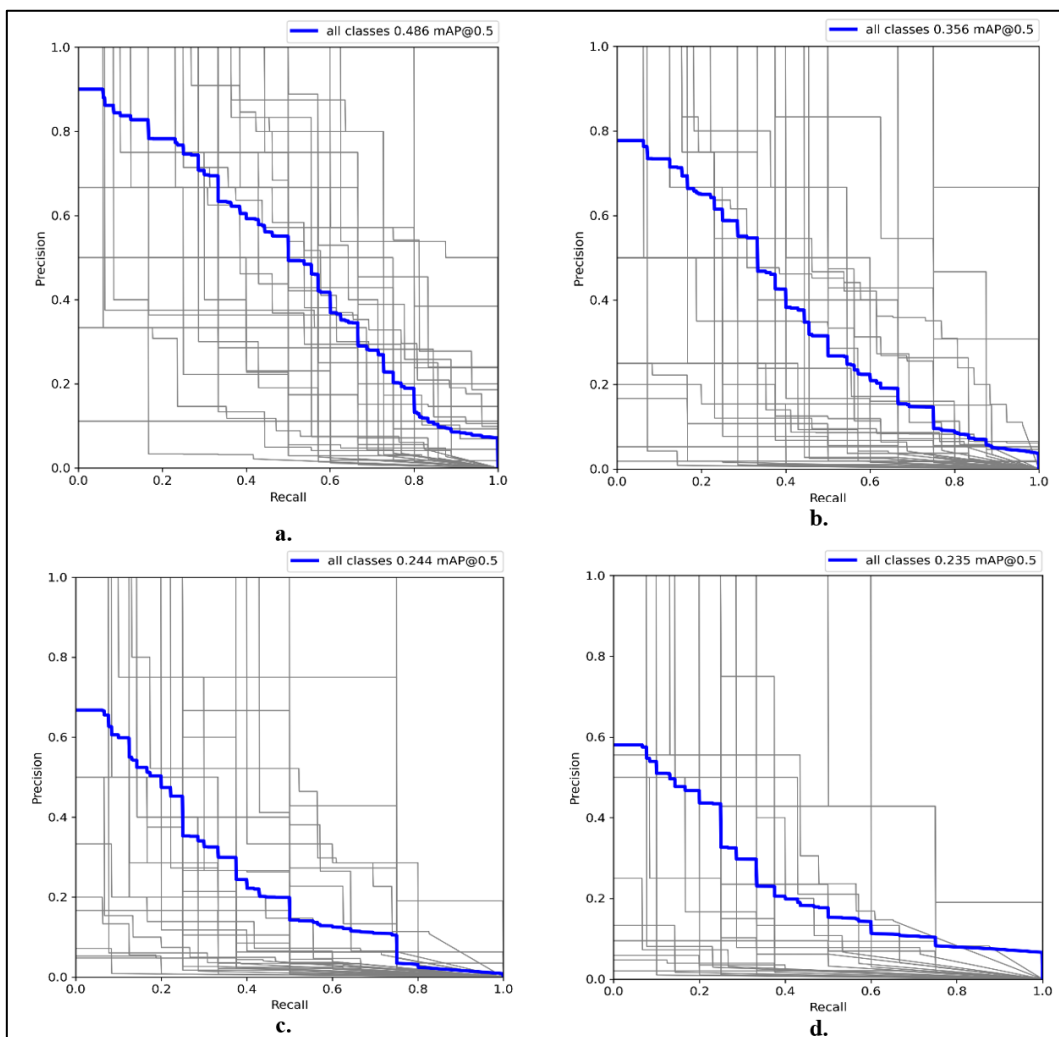 all classes 0.486 mAP@0.5
1.0
0.8
0.6
0.4
0.2
0.0
Precision
0.0 0.2 0.4 0.6 0.8 1.0
Recall
a.
all classes 0.356 mAP@0.5
1.0
0.8
0.6
0.4
0.2
0.0
Precision
0.0 0.2 0.4 0.6 0.8 1.0
Recall
b.
all classes 0.244 mAP@0.5
1.0
0.8
0.6
0.4
0.2
0.0
Precision
0.0 0.2 0.4 0.6 0.8 1.0
Recall
c.
all classes 0.235 mAP@0.5
1.0
0.8
0.6
0.4
0.2
0.0
Precision
0.0 0.2 0.4 0.6 0.8 1.0
Recall
d.